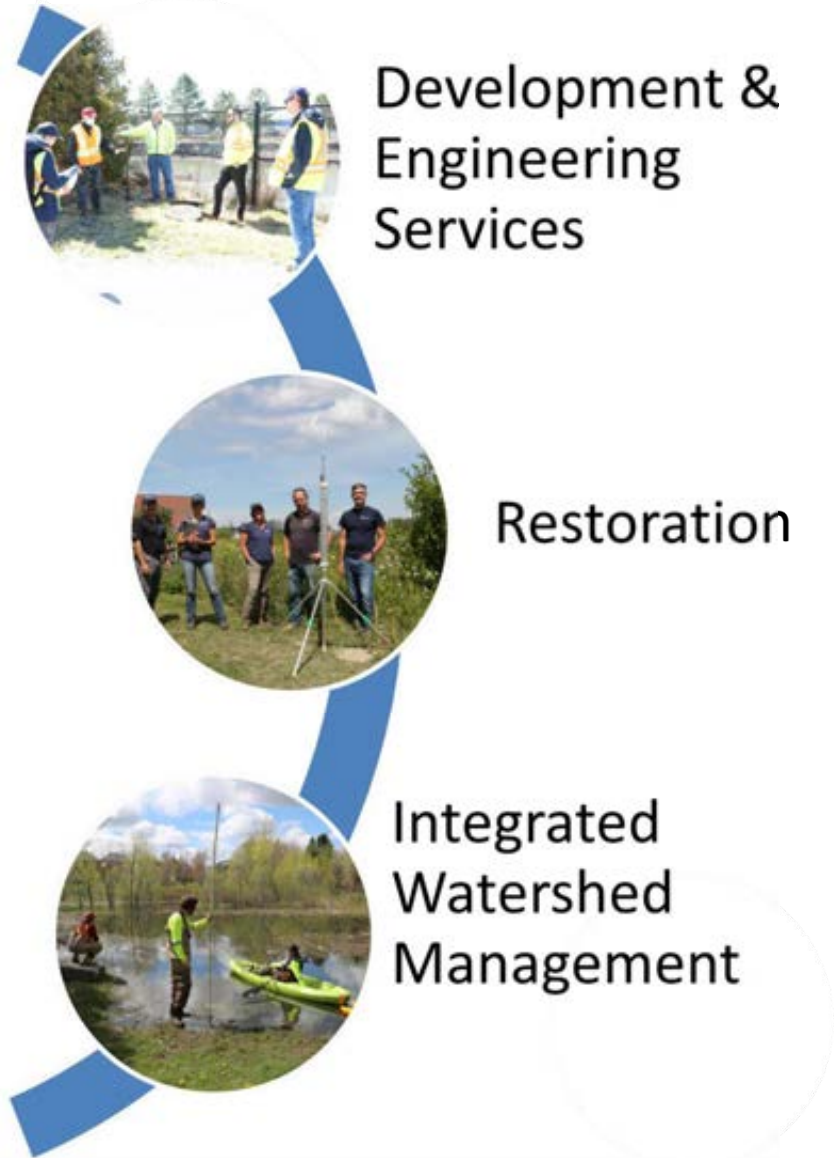 Development &
Engineering
Services
Restoration
Integrated
Watershed
Management